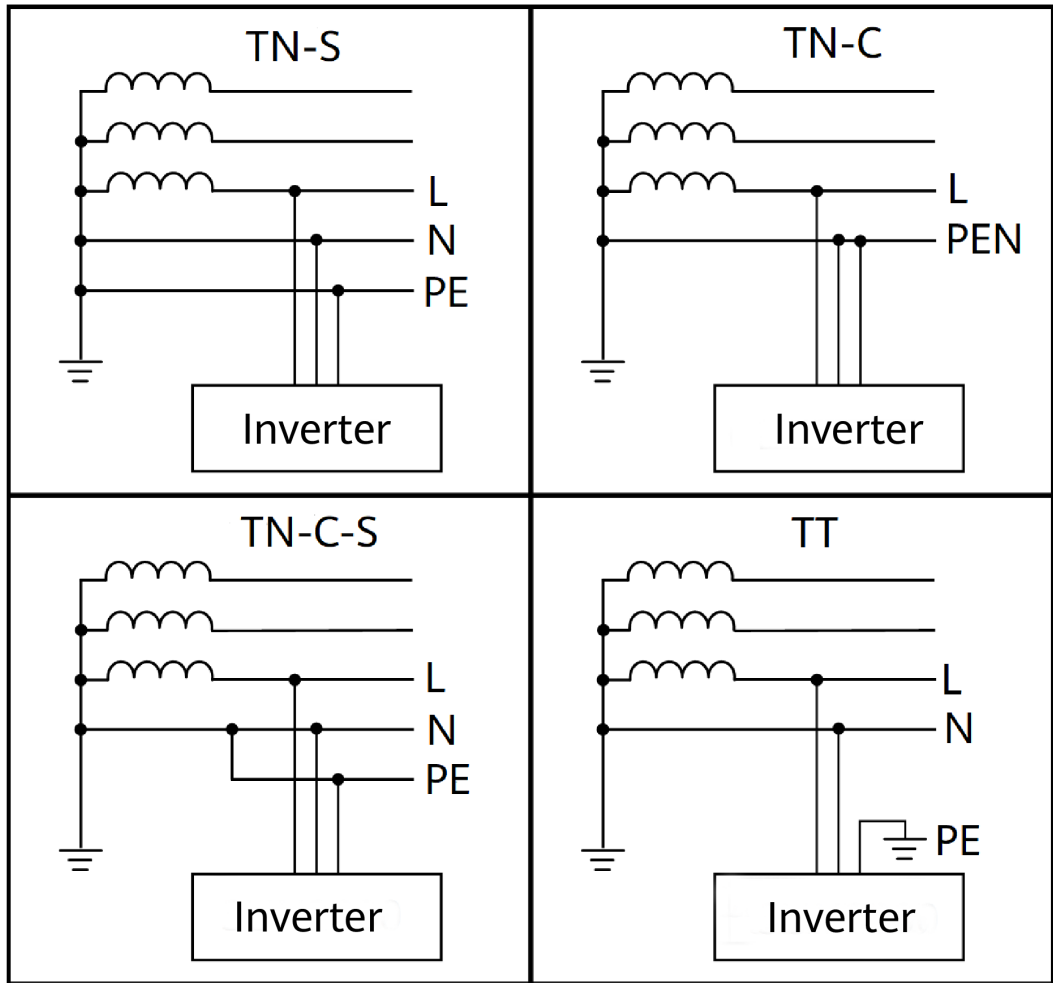 TN-S
L
N
PE
Inverter
TN-C
L
PEN
Inverter
TN-C-S
L
N
PE
Inverter
TT
L
N
PE
Inverter